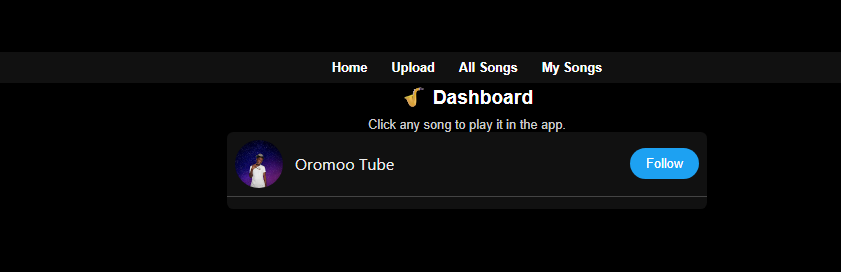 Home Upload All Songs My Songs
🎷 Dashboard
Click any song to play it in the app.
Oromoo Tube Follow